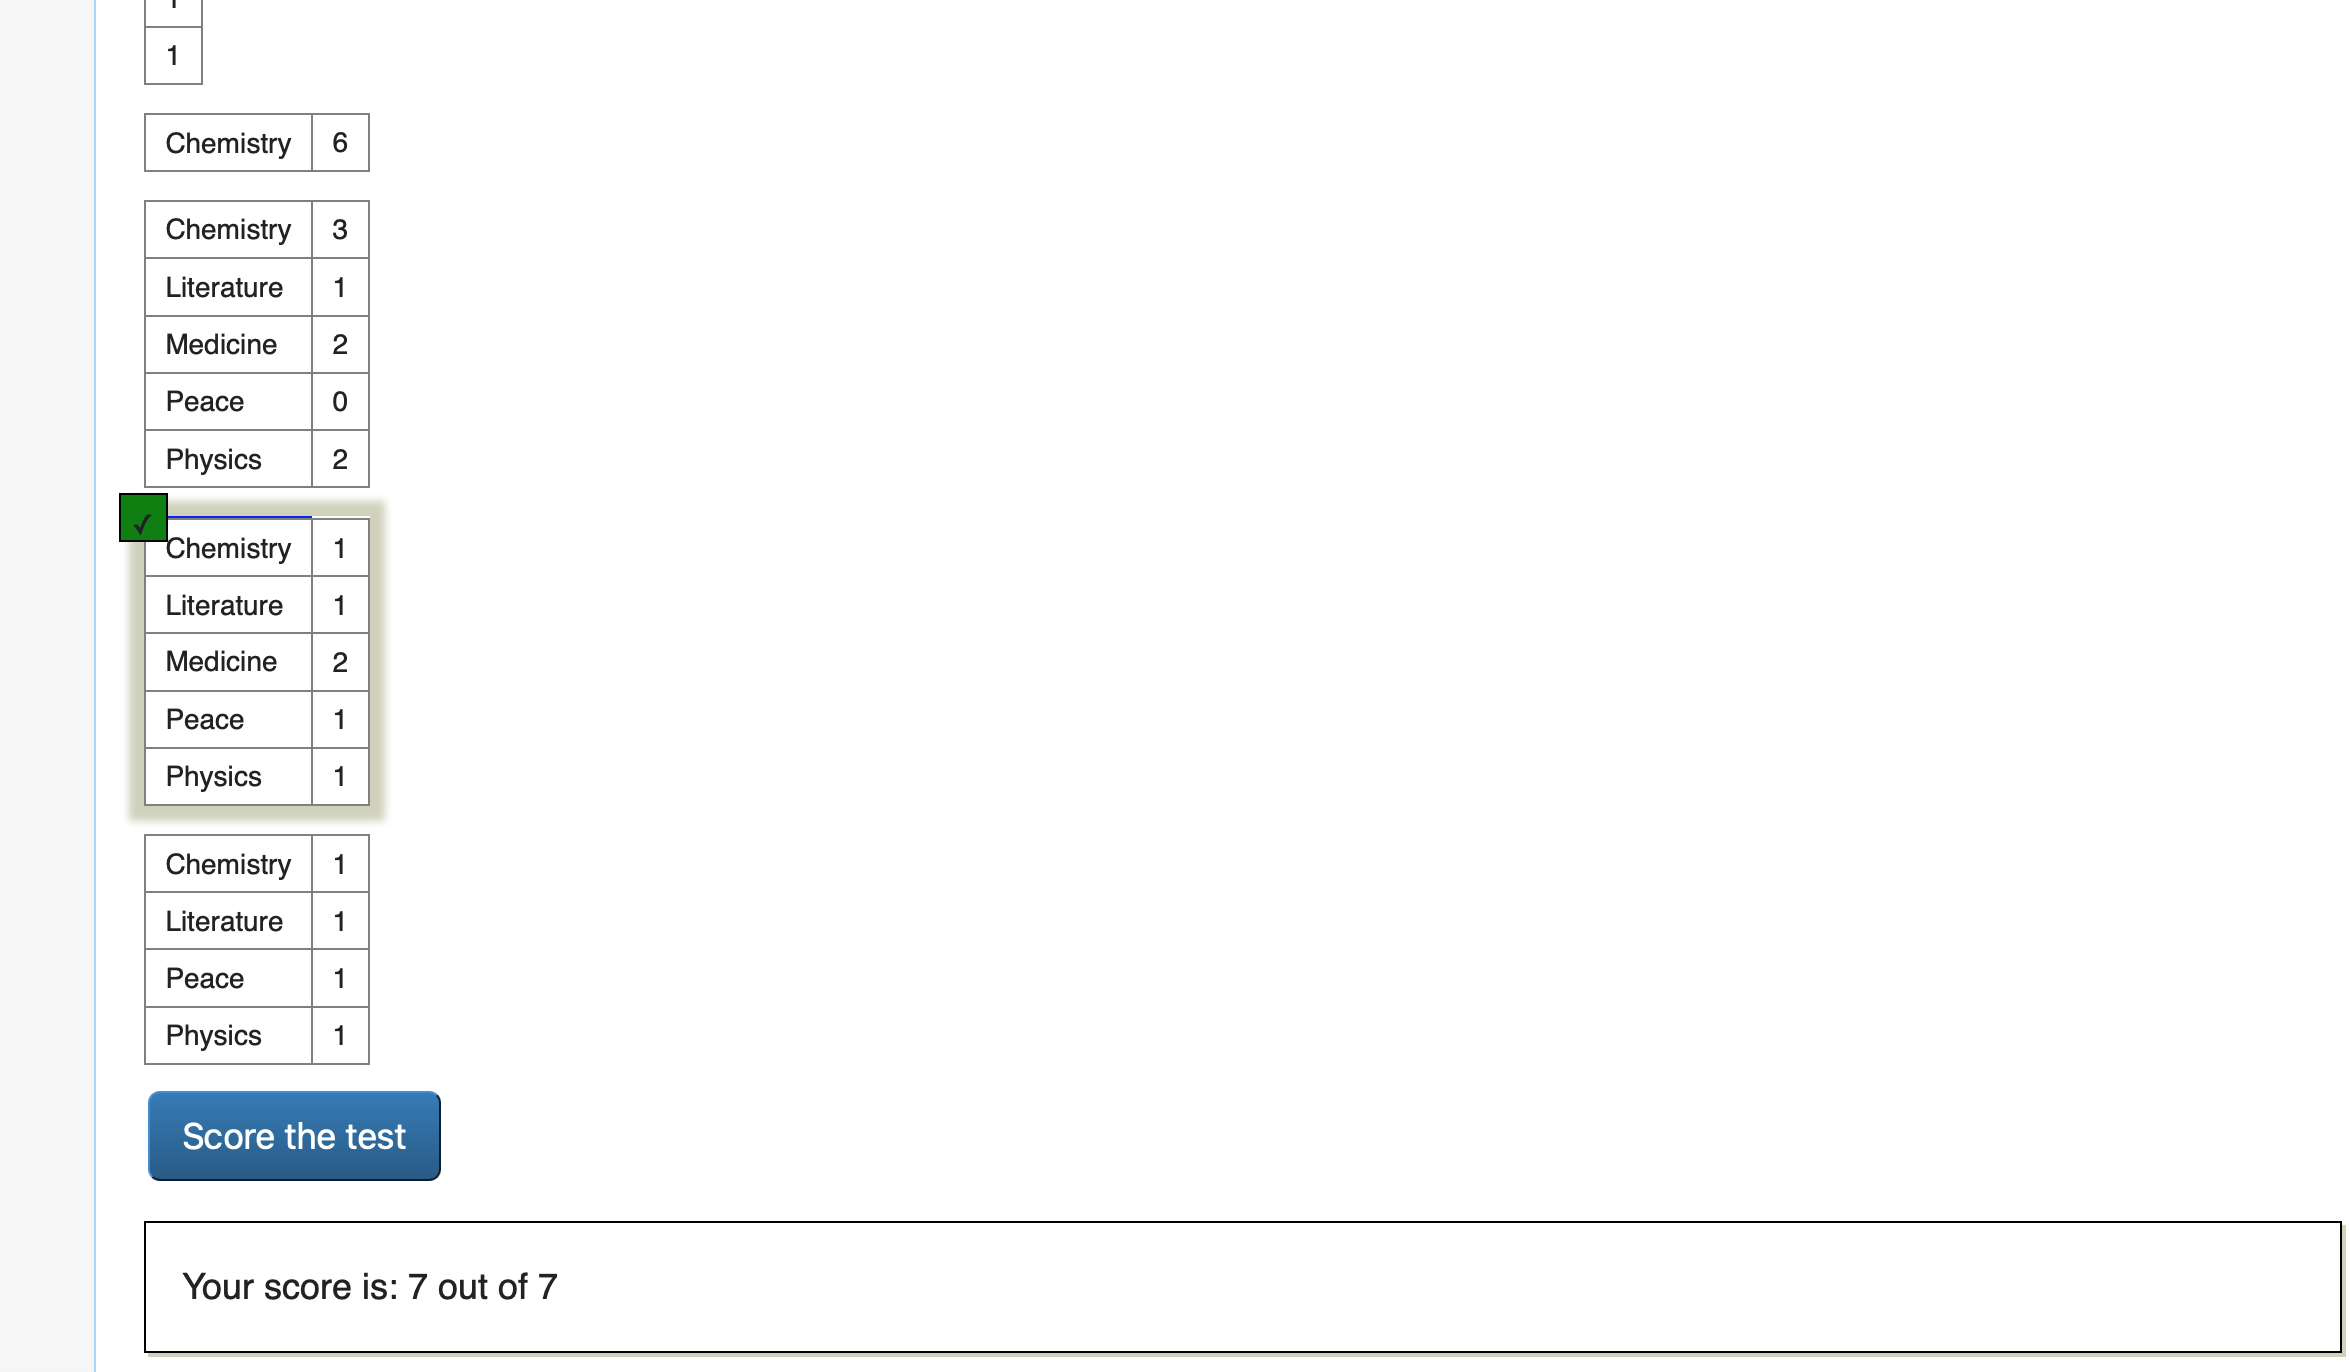 1
Chemistry 6
Chemistry 3
Literature 1
Medicine 2
Peace 0
Physics 2
✓
Chemistry 1
Literature 1
Medicine 2
Peace 1
Physics 1
Chemistry 1
Literature 1
Peace 1
Physics 1
Score the test
Your score is: 7 out of 7